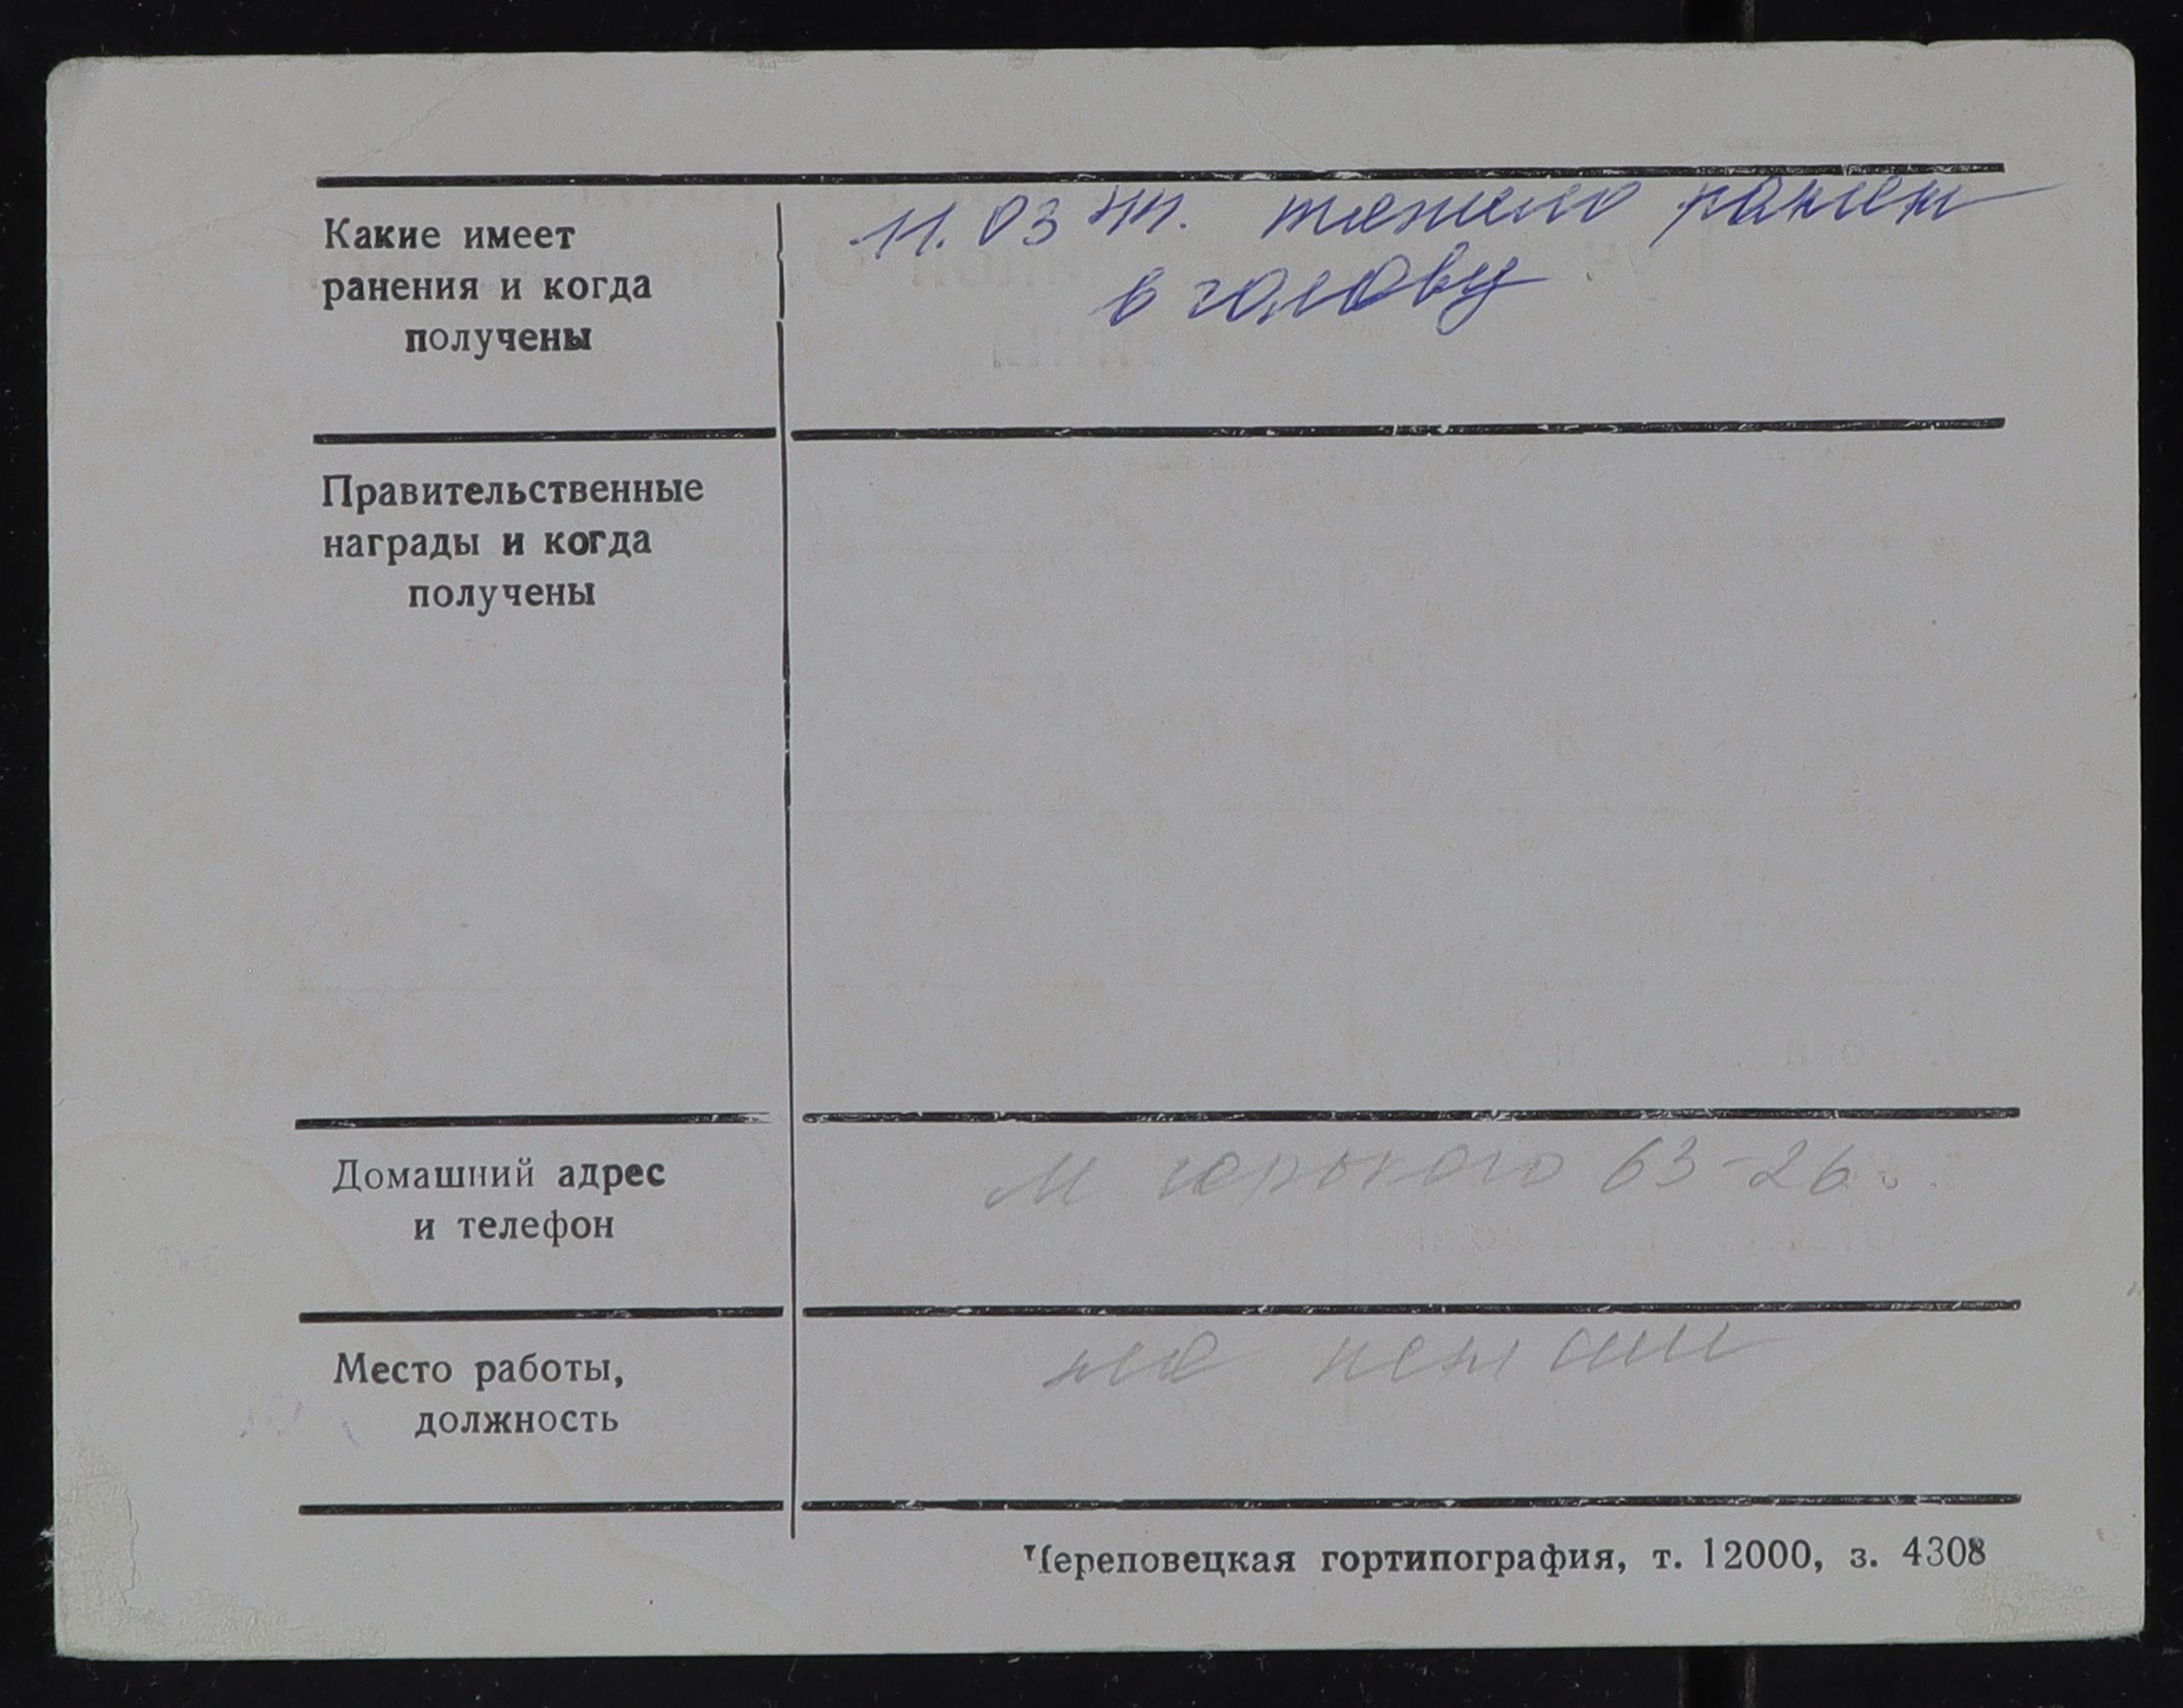 Какие имеет
ранения и когда
получены
11.03 44. тяжело ранен
в голову
Правительственные
награды и когда
получены
Домашний адрес
и телефон
М Горького 63-26.
Место работы,
должность
на пенсии
Череповецкая гортипография, т. 12000, з. 4308